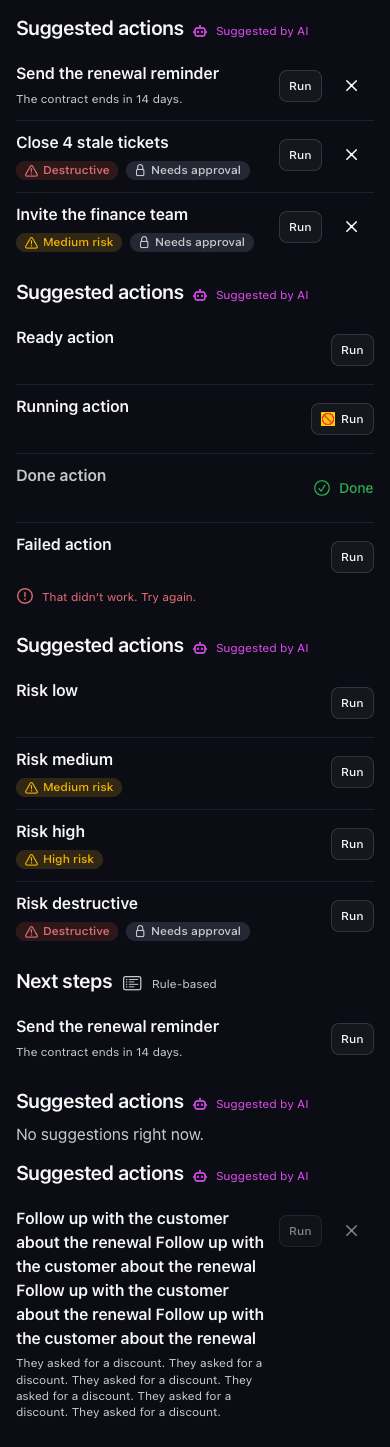 Suggested actions Suggested by AI
Send the renewal reminder
The contract ends in 14 days.
Run
Close 4 stale tickets
Destructive Needs approval
Run
Invite the finance team
Medium risk Needs approval
Run
Suggested actions Suggested by AI
Ready action
Run
Running action
Run
Done action
Done
Failed action
Run
That didn’t work. Try again.
Suggested actions Suggested by AI
Risk low
Run
Risk medium
Medium risk
Run
Risk high
High risk
Run
Risk destructive
Destructive Needs approval
Run
Next steps Rule-based
Send the renewal reminder
The contract ends in 14 days.
Run
Suggested actions Suggested by AI
No suggestions right now.
Suggested actions Suggested by AI
Follow up with the customer
about the renewal Follow up with
the customer about the renewal
Follow up with the customer
about the renewal Follow up with
the customer about the renewal
Run
They asked for a discount. They asked for a
discount. They asked for a discount. They
asked for a discount. They asked for a
discount. They asked for a discount.